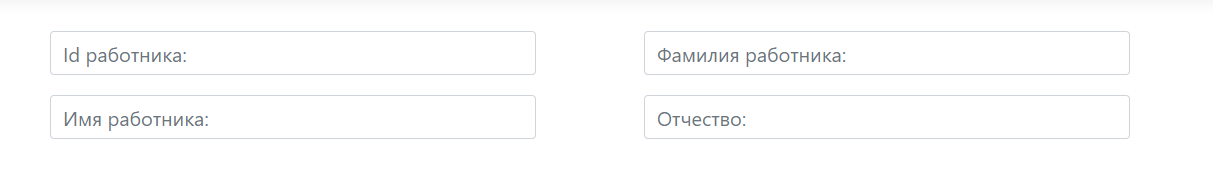 Id работника:
Фамилия работника:
Имя работника:
Отчество: